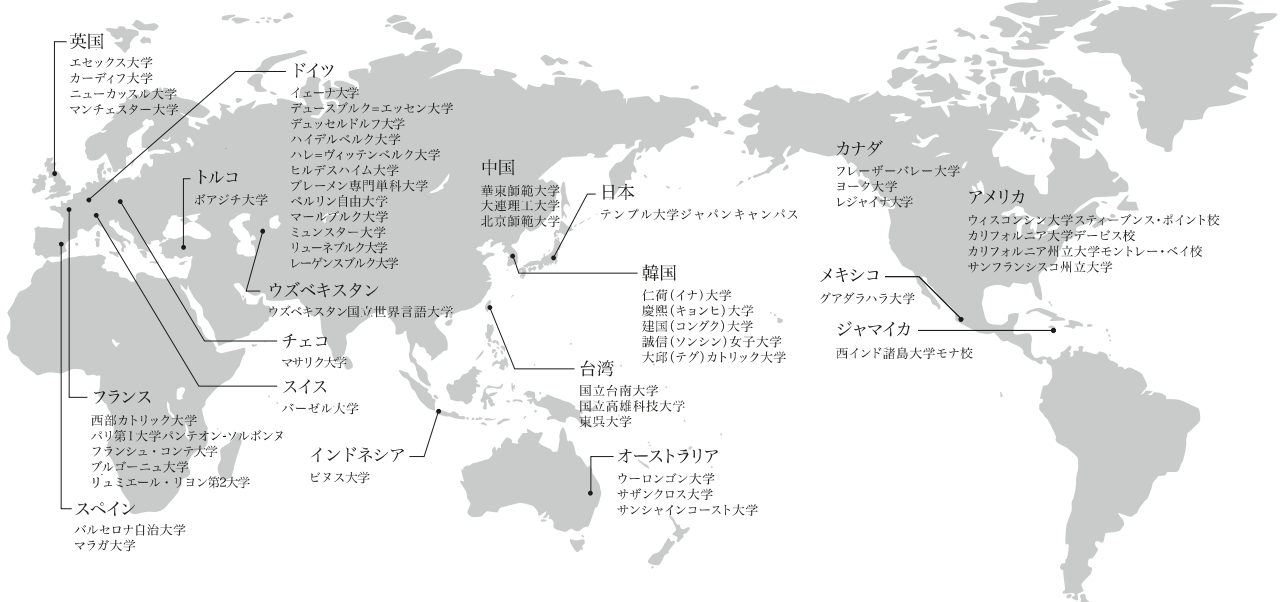 英国
エセックス大学
カーディフ大学
ニューカッスル大学
マンチェスター大学
ドイツ
イェーナ大学
デュースブルク=エッセン大学
デュッセルドルフ大学
ハイデルベルク大学
ハレ=ヴィッテンベルク大学
ヒルデスハイム大学
ブレーメン専門単科大学
ベルリン自由大学
マールブルク大学
ミュンスター大学
リューネブルク大学
レーゲンスブルク大学
トルコ
ボアジチ大学
ウズベキスタン
ウズベキスタン国立世界言語大学
チェコ
マサリク大学
スイス
バーゼル大学
フランス
西部カトリック大学
パリ第1大学パンテオン-ソルボンヌ
フランシュ・コンテ大学
ブルゴーニュ大学
リュミエール・リヨン第2大学
スペイン
バルセロナ自治大学
マラガ大学
中国
華東師範大学
大連理工大学
北京師範大学
日本
テンプル大学ジャパンキャンパス
韓国
仁荷(イナ)大学
慶熙(キョンヒ)大学
建国(コンダク)大学
誠信(ソンシン)女子大学
大邱(テグ)カトリック大学
台湾
国立台南大学
国立高雄科技大学
東呉大学
インドネシア
ビヌス大学
オーストラリア
ウーロンゴン大学
サザンクロス大学
サンシャインコースト大学
カナダ
フレーザーバレー大学
ヨーク大学
レジャイナ大学
アメリカ
ウィスコンシン大学スティーブンス・ポイント校
カリフォルニア大学デービス校
カリフォルニア州立大学モントレー・ベイ校
サンフランシスコ州立大学
メキシコ
グアダラハラ大学
ジャマイカ
西インド諸島大学モナ校